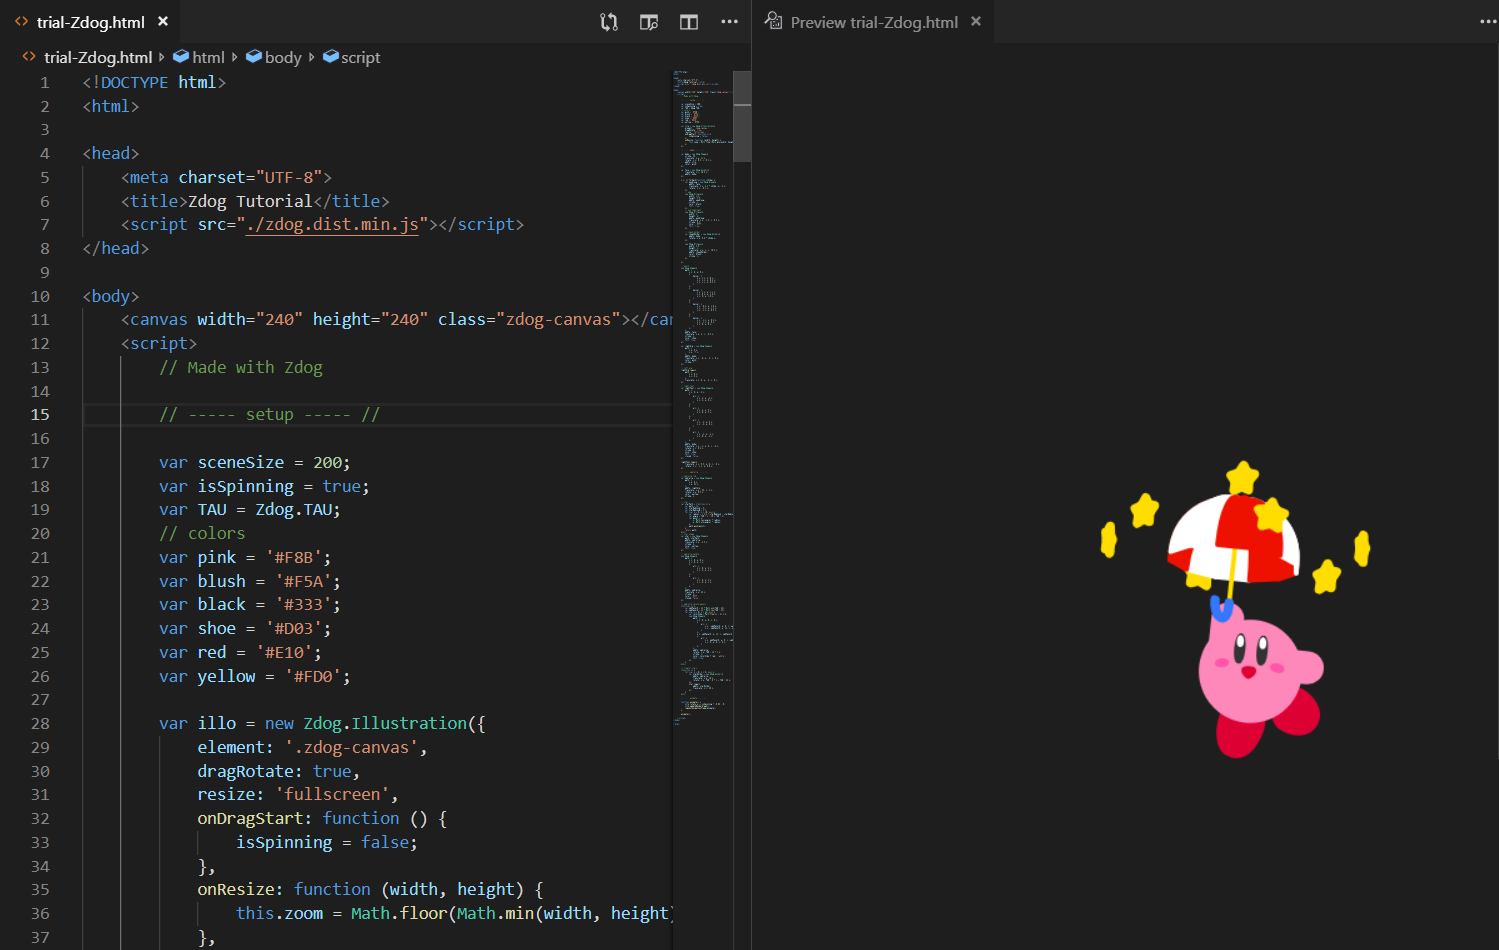 trial-Zdog.html
Preview trial-Zdog.html
trial-Zdog.html html body script
1 <!DOCTYPE html>
2 <html>
3
4 <head>
5 <meta charset="UTF-8">
6 <title>Zdog Tutorial</title>
7 <script src="./zdog.dist.min.js"></script>
8 </head>
9
10 <body>
11 <canvas width="240" height="240" class="zdog-canvas"></can
12 <script>
13 // Made with Zdog
14
15 // ----- setup ----- //
16
17 var sceneSize = 200;
18 var isSpinning = true;
19 var TAU = Zdog.TAU;
20 // colors
21 var pink = '#F8B';
22 var blush = '#F5A';
23 var black = '#333';
24 var shoe = '#D03';
25 var red = '#E10';
26 var yellow = '#FD0';
27
28 var illo = new Zdog.Illustration({
29 element: '.zdog-canvas',
30 dragRotate: true,
31 resize: 'fullscreen',
32 onDragStart: function () {
33 isSpinning = false;
34 },
35 onResize: function (width, height) {
36 this.zoom = Math.floor(Math.min(width, height)
37 },